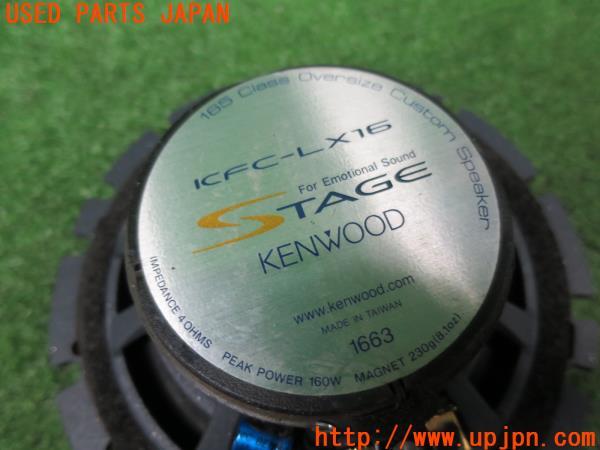 USED PARTS JAPAN
165 Class Oversize Custom Speaker
KFC-LX16
For Emotional Sound
STAGE
KENWOOD
www.kenwood.com
MADE IN TAIWAN
1663
IMPEDANCE 4 OHMS PEAK POWER 160W MAGNET 230g(8.1oz)
http://www.upjpn.com